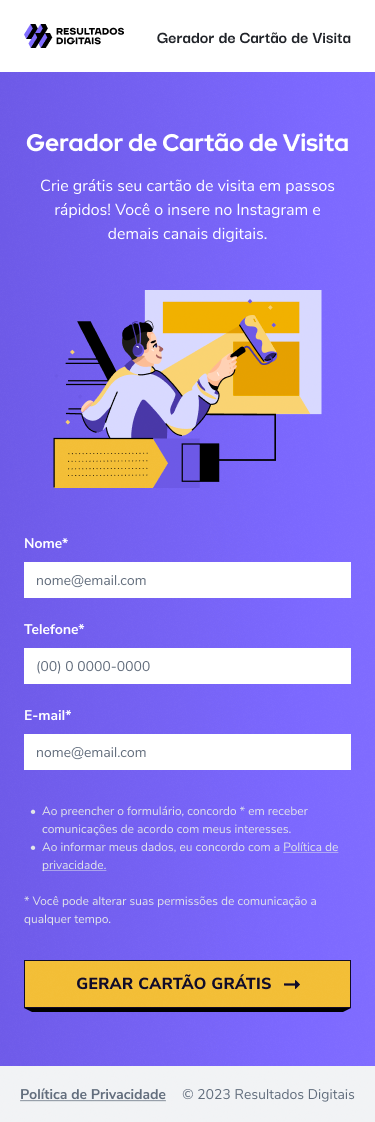 RESULTADOS
DIGITAIS
Gerador de Cartão de Visita
Gerador de Cartão de Visita
Crie grátis seu cartão de visita em passos
rápidos! Você o insere no Instagram e
demais canais digitais.
Nome*
nome@email.com
Telefone*
(00) 0 0000-0000
E-mail*
nome@email.com
• Ao preencher o formulário, concordo * em receber
comunicações de acordo com meus interesses.
• Ao informar meus dados, eu concordo com a Política de
privacidade.
* Você pode alterar suas permissões de comunicação a
qualquer tempo.
GERAR CARTÃO GRÁTIS →
Política de Privacidade © 2023 Resultados Digitais